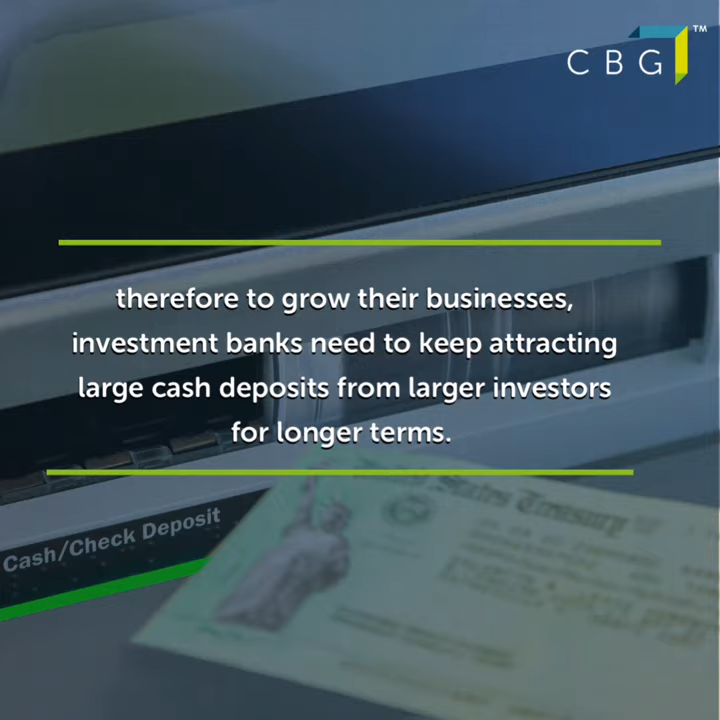 CBG™
therefore to grow their businesses,
investment banks need to keep attracting
large cash deposits from larger investors
for longer terms.
Cash/Check Deposit
States Treasury